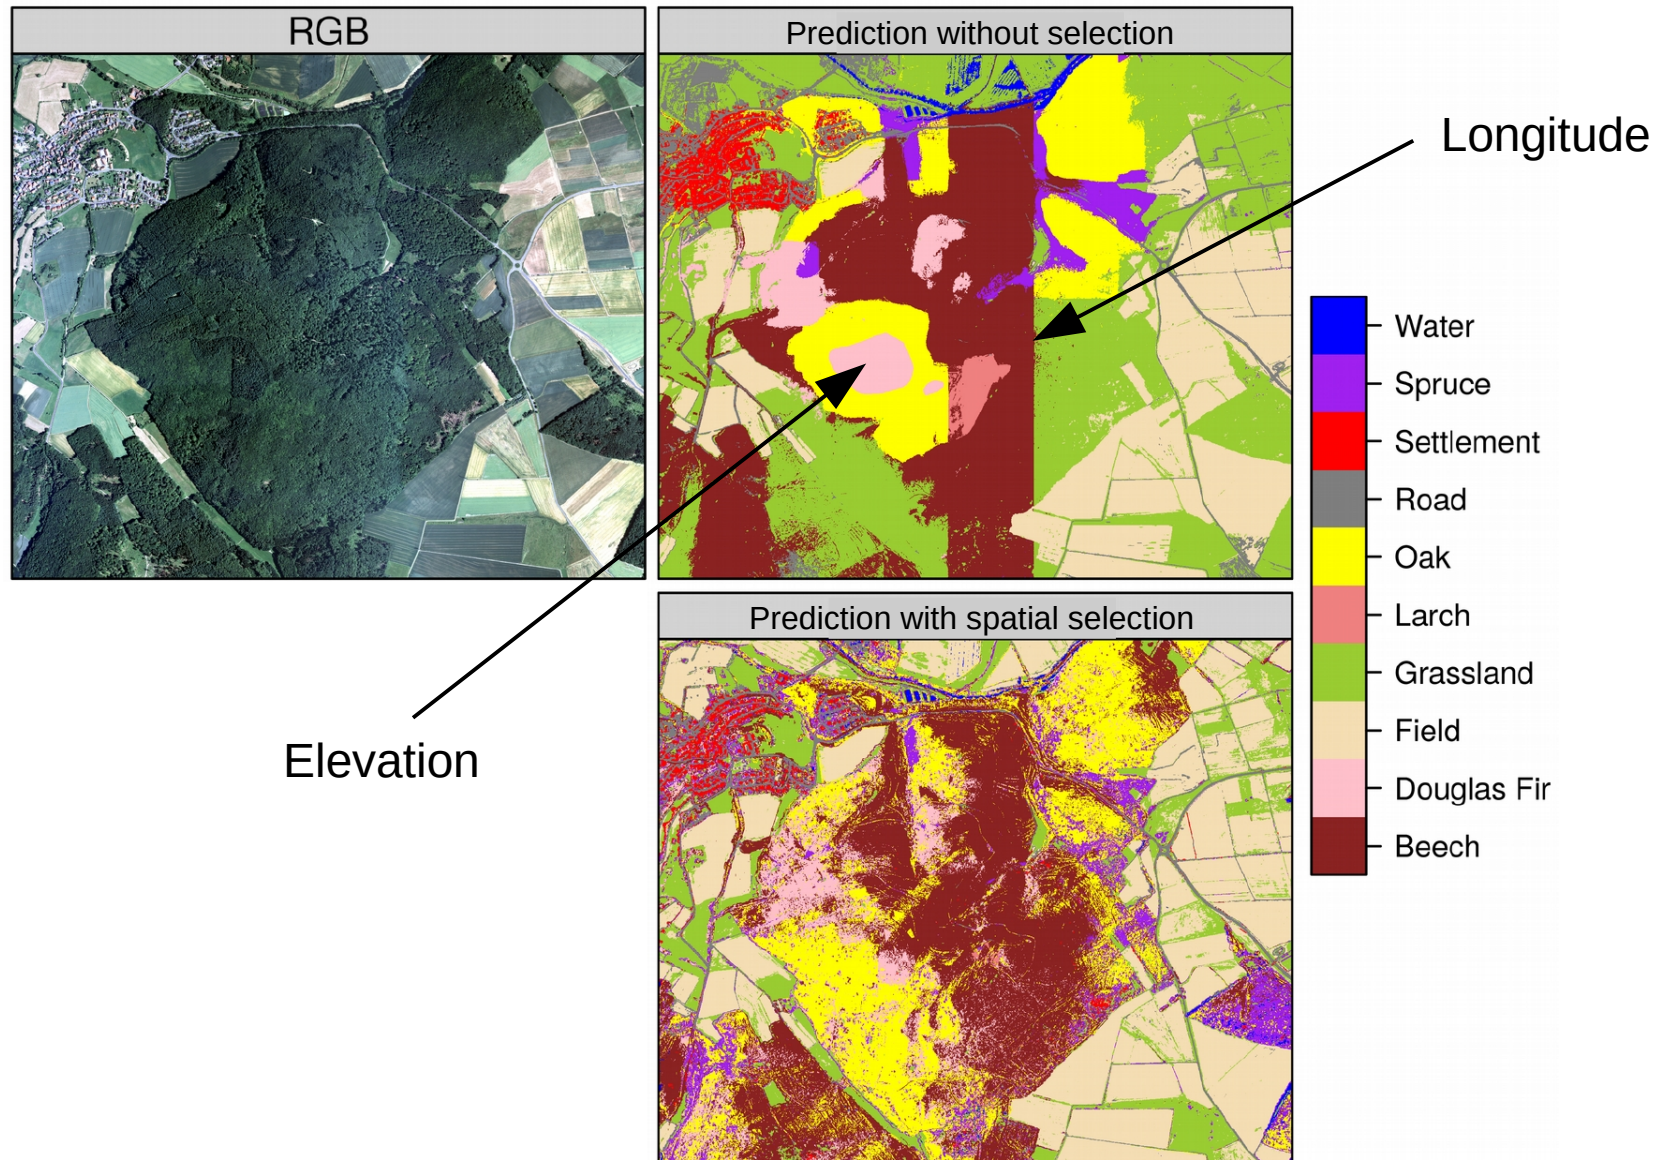 RGB
Prediction without selection
Longitude
Elevation
Prediction with spatial selection
Water
Spruce
Settlement
Road
Oak
Larch
Grassland
Field
Douglas Fir
Beech